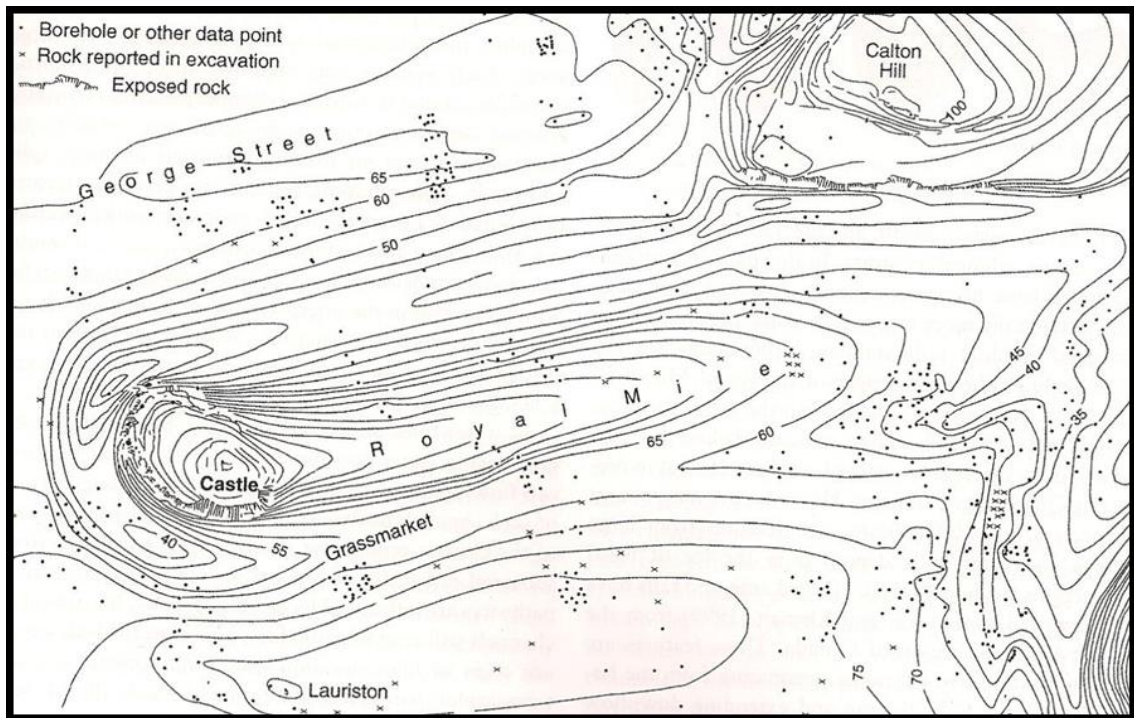 Borehole or other data point
Rock reported in excavation
Exposed rock
Calton
Hill
100
George Street
65
60
50
Royal Mile
45
40
35
65
60
Castle
Grassmarket
40
55
75
70
Lauriston